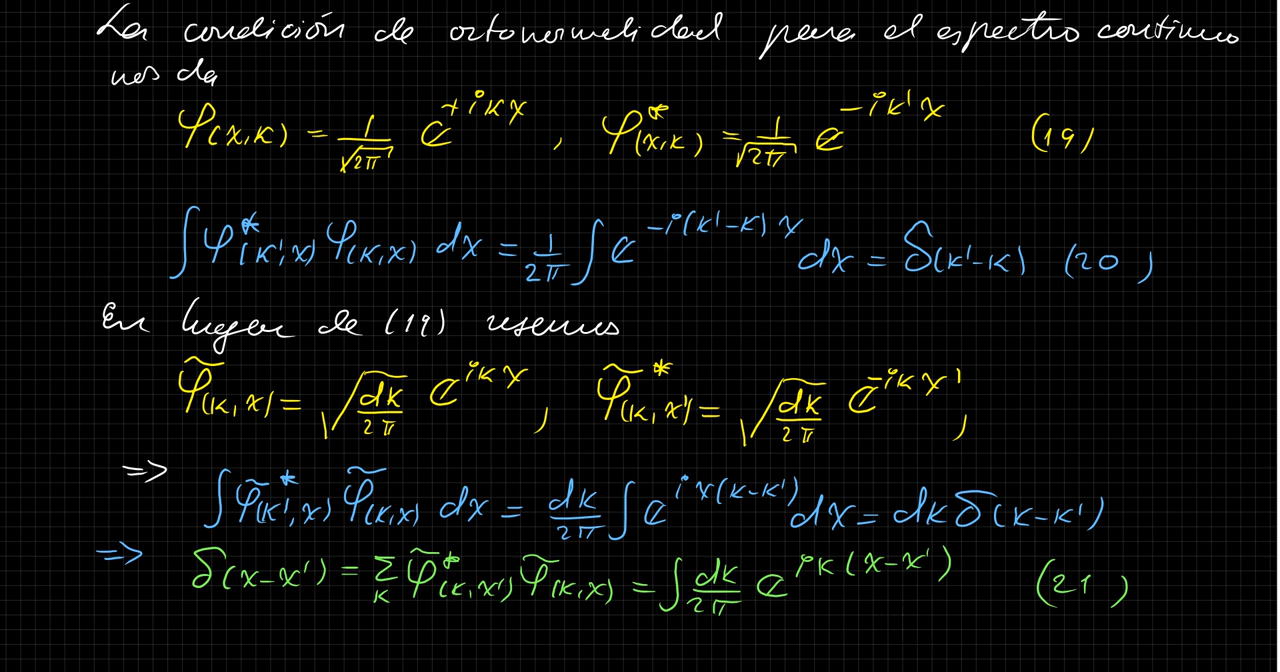 La condición de ortonormalidad para el espectro continuo
nos da
φ(x,k) = 1/√2π e^{+ikx} , φ*(x,k) = 1/√2π e^{-ik'x} (19)
∫ φ*(k',x) φ(k,x) dx = 1/2π ∫ e^{-i(k'-k)x} dx = δ(k'-k) (20)
En lugar de (19) usemos
φ̃(k,x) = √(dk/2π) e^{ikx} , φ̃*(k,x') = √(dk/2π) e^{-ikx'} ,
=> ∫ φ̃*(k',x) φ̃(k,x) dx = dk/2π ∫ e^{ix(k-k')} dx = dk δ(k-k')
=> δ(x-x') = Σ_k φ̃*(k,x') φ̃(k,x) = ∫ dk/2π e^{ik(x-x')} (21)